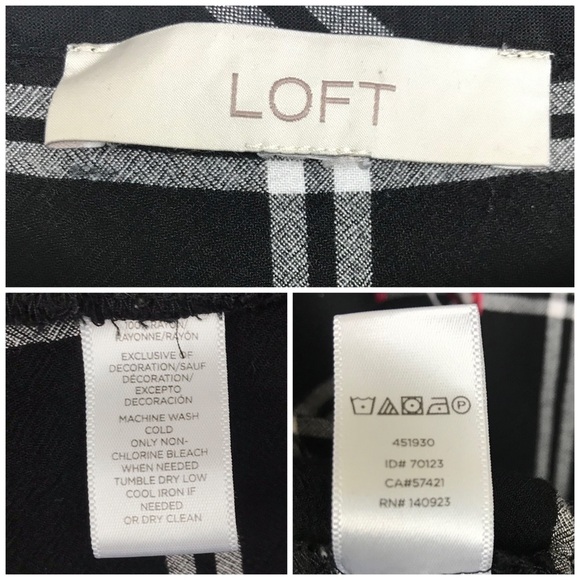 LOFT
100% RAYON/
RAYONNE/RAYÓN
EXCLUSIVE OF
DECORATION/SAUF
DÉCORATION/
EXCEPTO
DECORACIÓN
MACHINE WASH
COLD
ONLY NON-
CHLORINE BLEACH
WHEN NEEDED
TUMBLE DRY LOW
COOL IRON IF
NEEDED
OR DRY CLEAN
P
451930
ID# 70123
CA#57421
RN# 140923